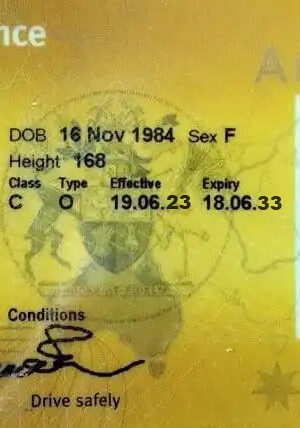 nce
A
DOB 16 Nov 1984 Sex F
Height 168
Class Type Effective Expiry
C O 19.06.23 18.06.33
Conditions
Drive safely